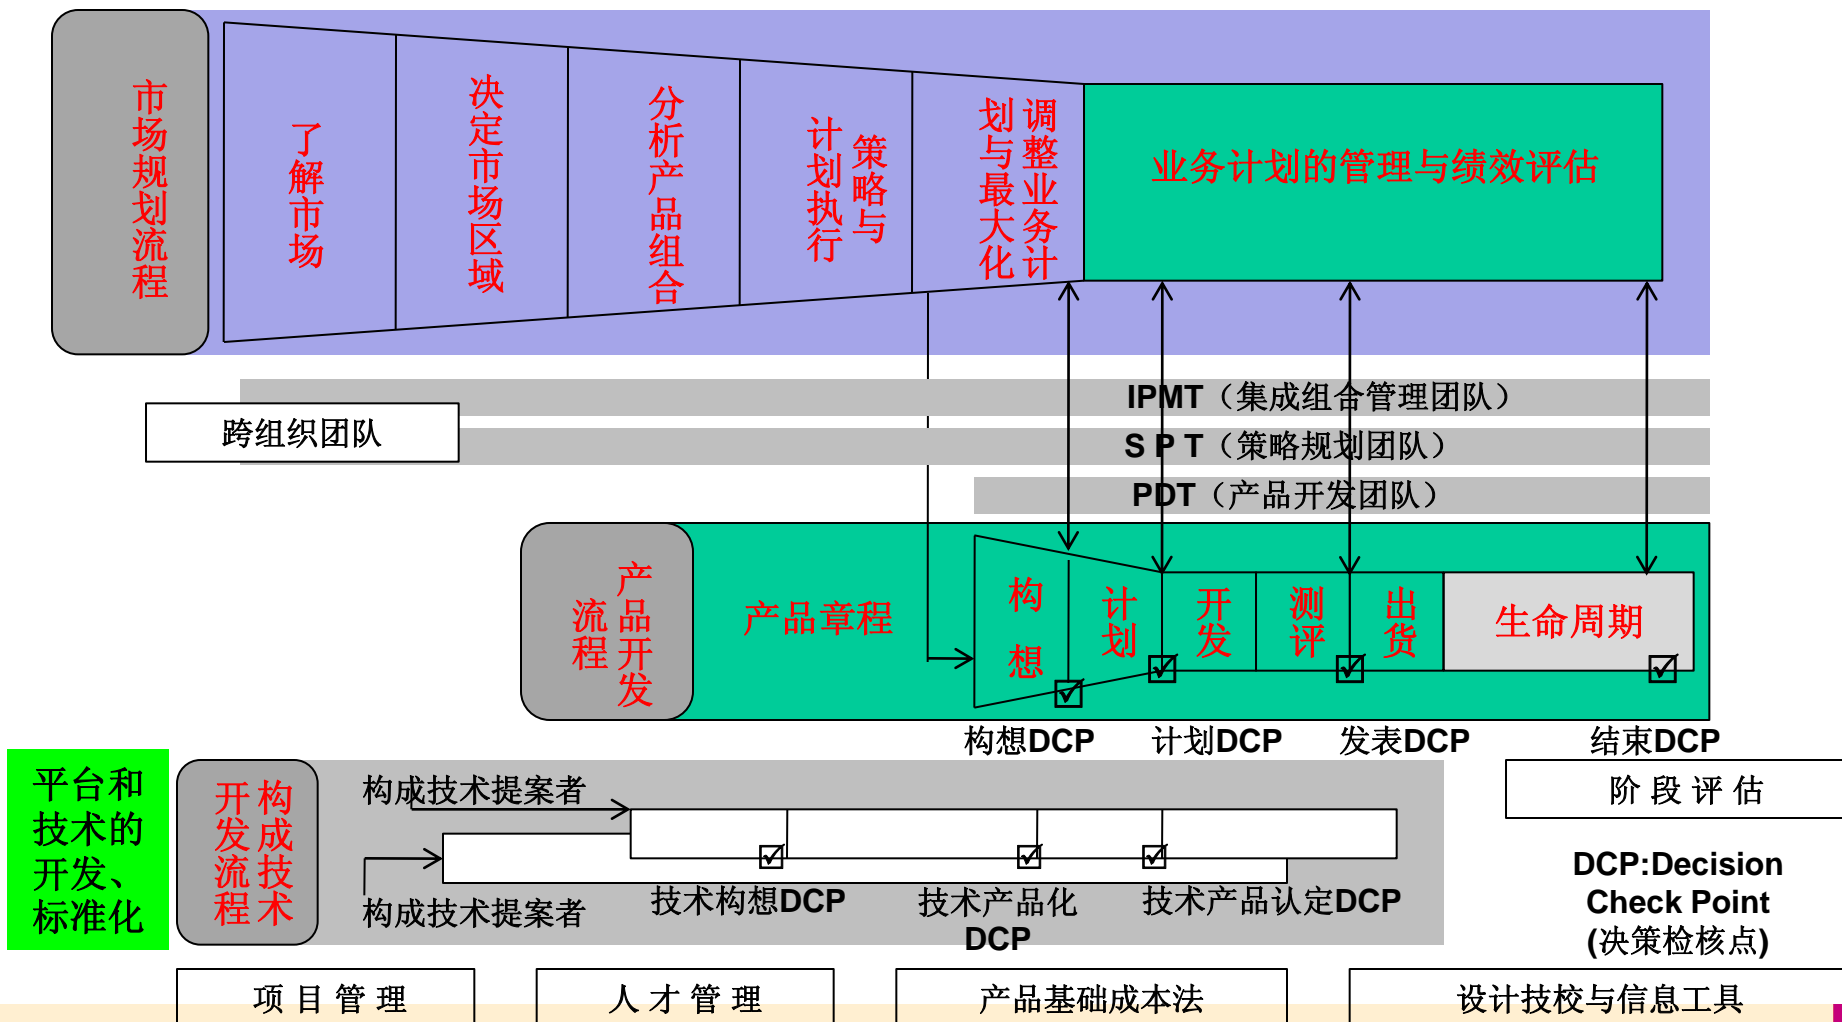 市场规划流程
了解市场
决定市场区域
分析产品组合
策略与
计划执行
调整业务计
划与最大化
业务计划的管理与绩效评估
IPMT（集成组合管理团队）
跨组织团队
S P T（策略规划团队）
PDT（产品开发团队）
产品开发
流程
产品章程
构想
计划
开发
测评
出货
生命周期
构想DCP
计划DCP
发表DCP
结束DCP
平台和
技术的
开发、
标准化
构成技术
开发流程
构成技术提案者
构成技术提案者
技术构想DCP
技术产品化
DCP
技术产品认定DCP
阶 段 评 估
DCP:Decision
Check Point
(决策检核点)
项 目 管 理
人 才 管 理
产品基础成本法
设计技校与信息工具